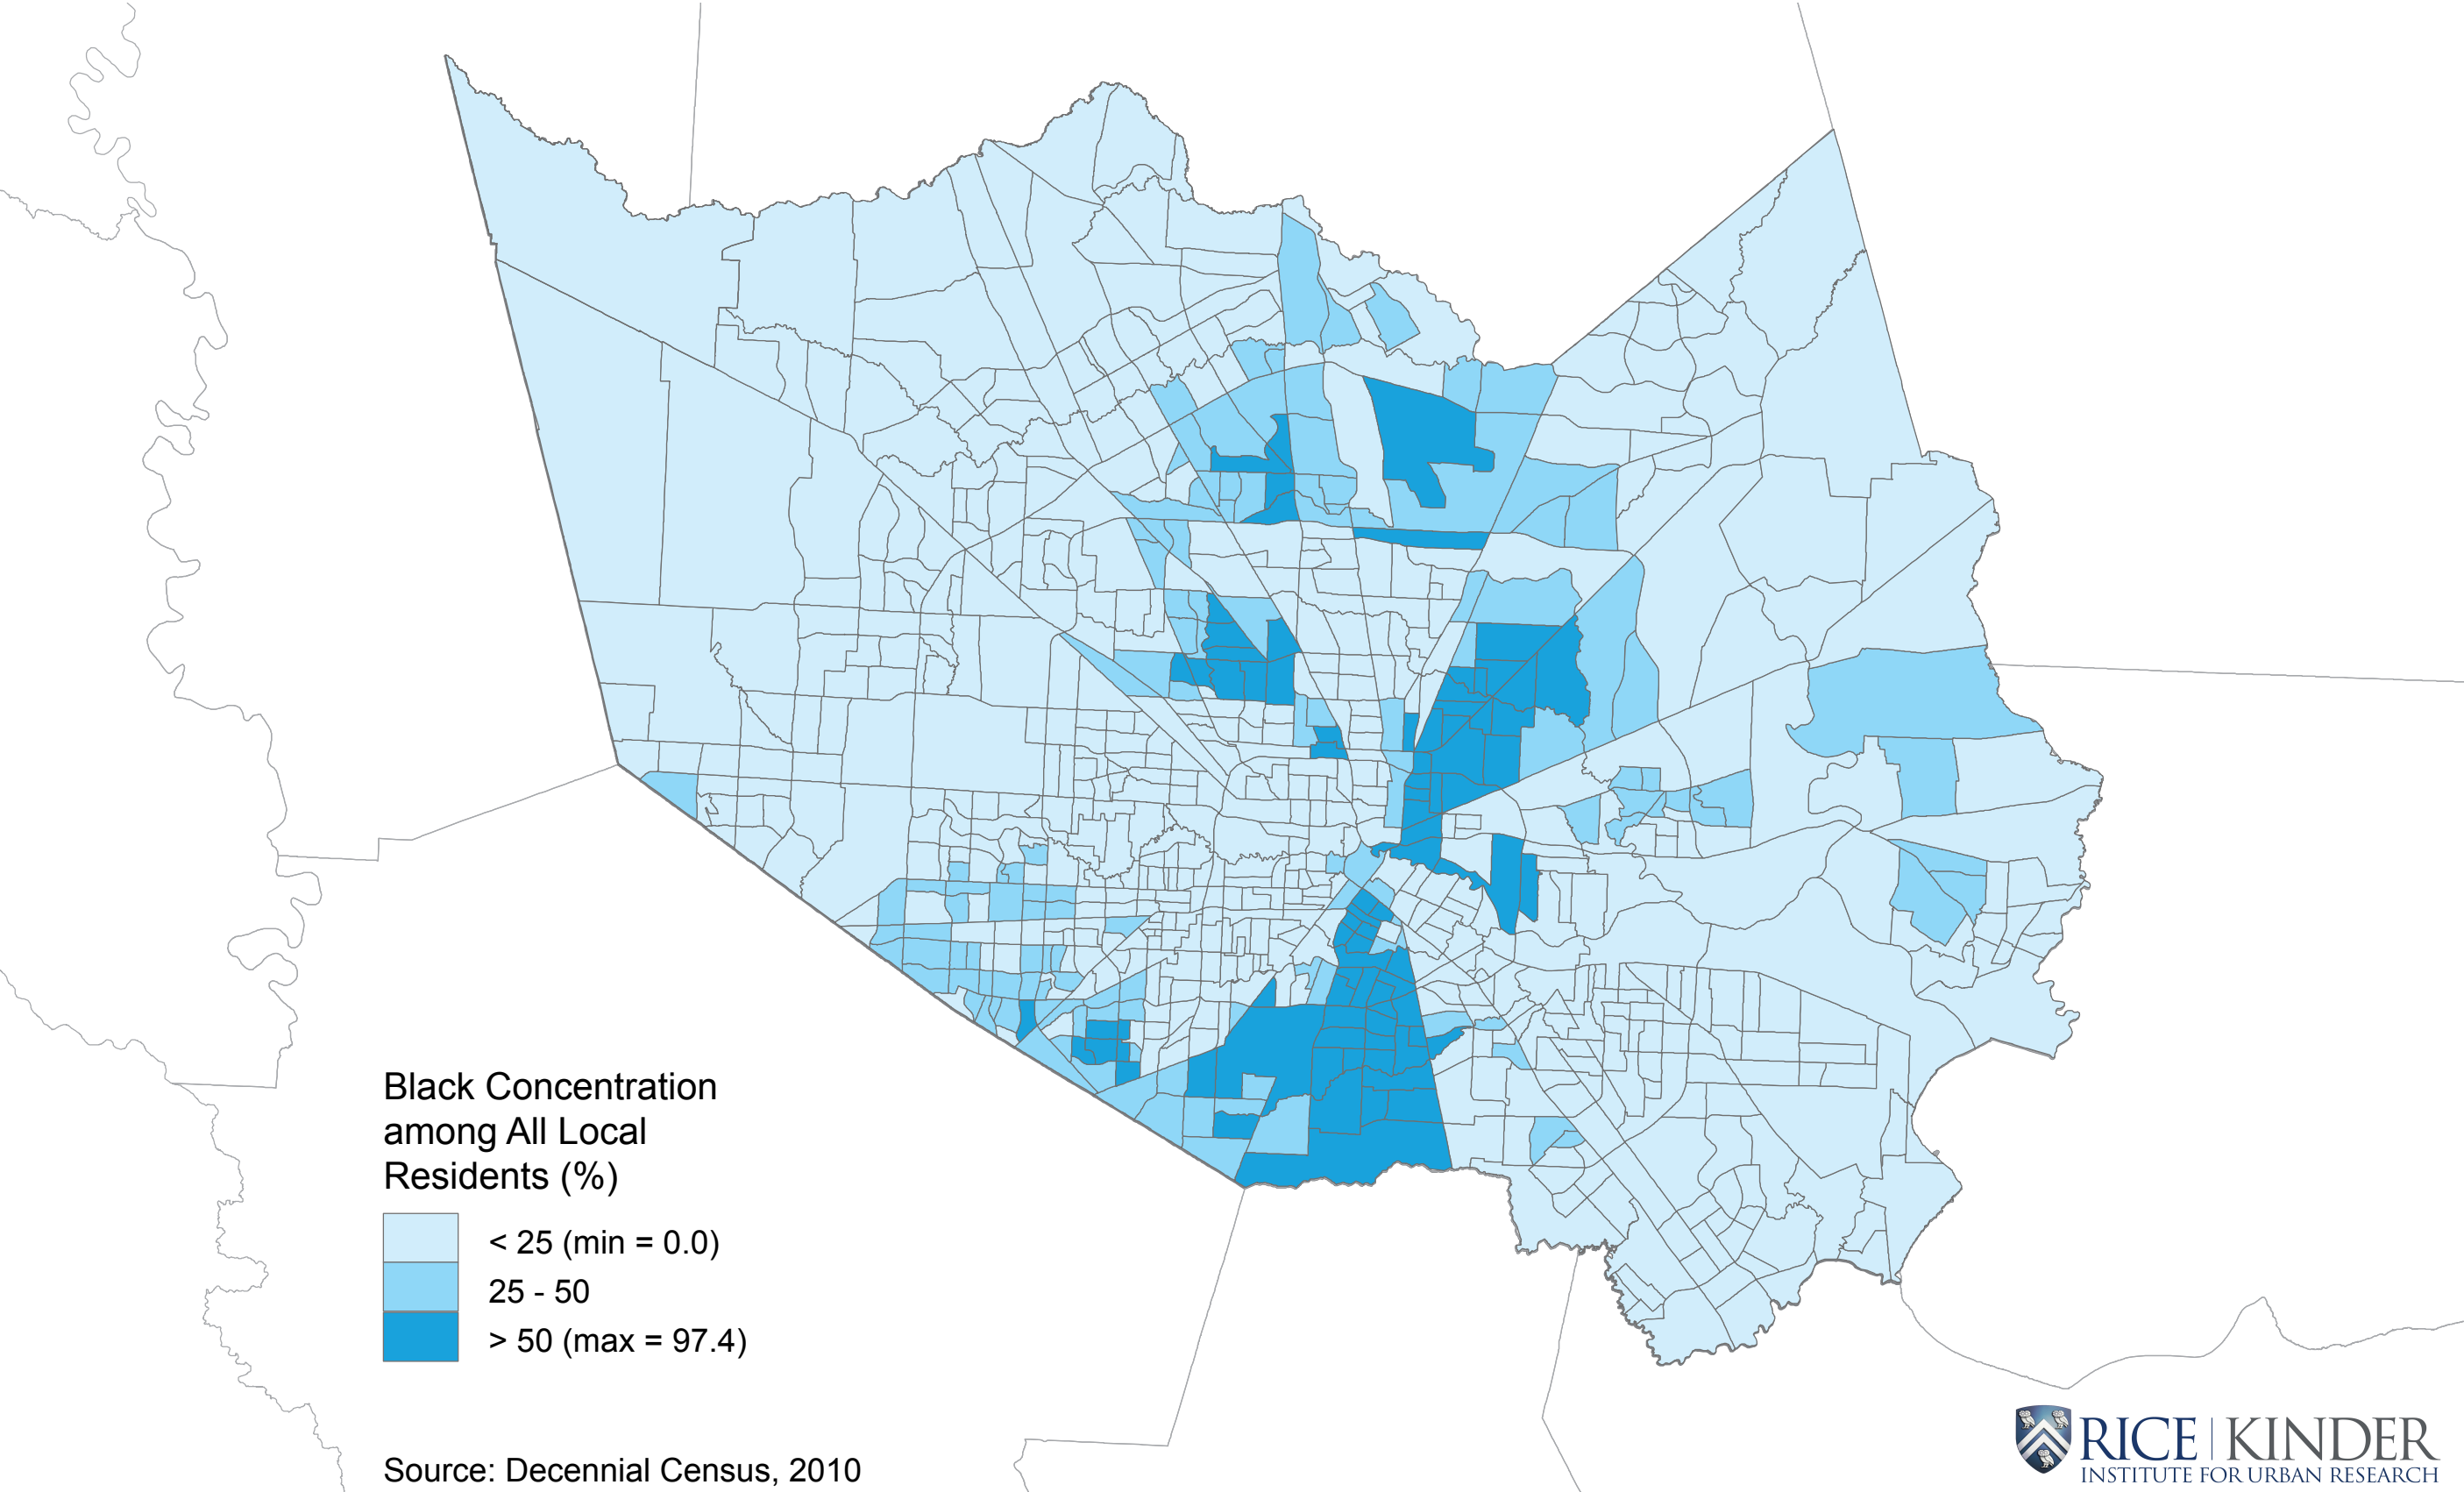 Black Concentration
among All Local
Residents (%)
< 25 (min = 0.0)
25 - 50
> 50 (max = 97.4)
Source: Decennial Census, 2010
RICE | KINDER
INSTITUTE FOR URBAN RESEARCH